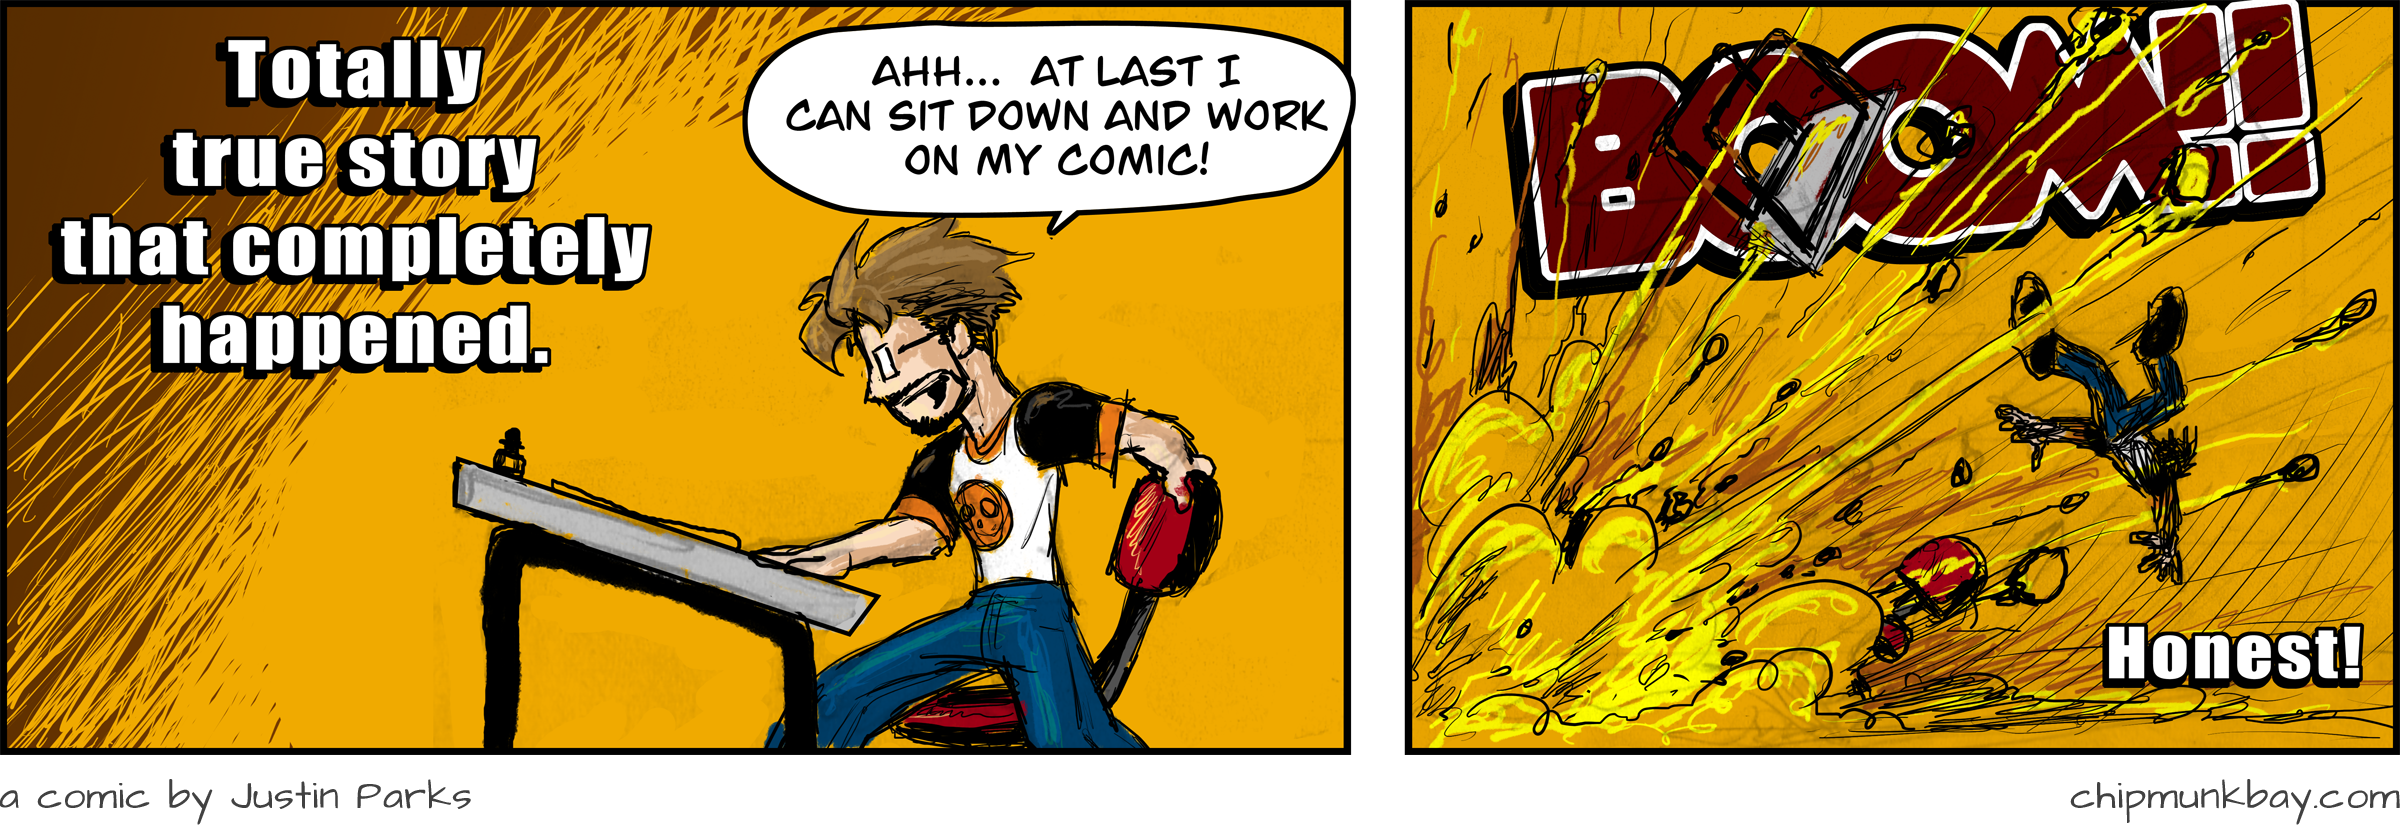 Totally
true story
that completely
happened.
AHH... AT LAST I
CAN SIT DOWN AND WORK
ON MY COMIC!
BOOM!!
Honest!
a comic by Justin Parks
chipmunkbay.com